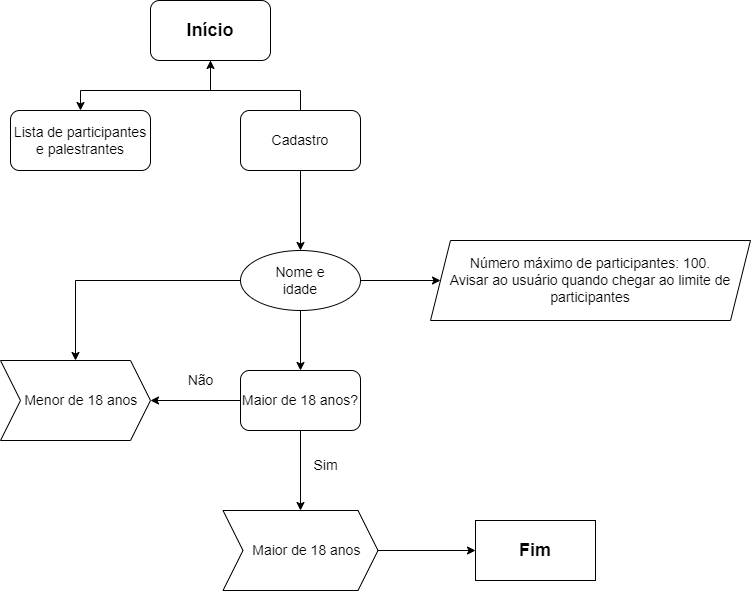 Início
Lista de participantes
e palestrantes
Cadastro
Nome e
idade
Número máximo de participantes: 100.
Avisar ao usuário quando chegar ao limite de
participantes
Menor de 18 anos
Não
Maior de 18 anos?
Sim
Maior de 18 anos
Fim